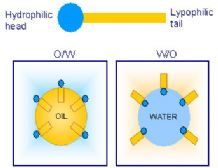 Hydrophilic head
Lypophilic tail
O/W
W/O
OIL
WATER